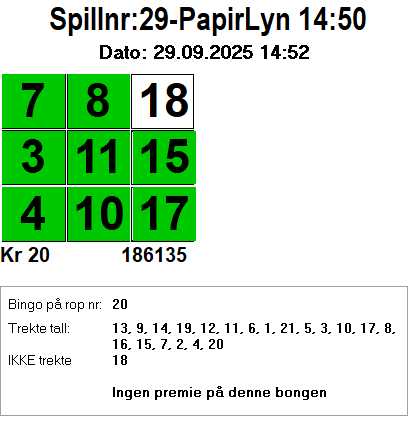 Spillnr:29-PapirLyn 14:50
Dato: 29.09.2025 14:52
7 8 18
3 11 15
4 10 17
Kr 20 186135
Bingo på rop nr: 20
Trekte tall: 13, 9, 14, 19, 12, 11, 6, 1, 21, 5, 3, 10, 17, 8,
16, 15, 7, 2, 4, 20
IKKE trekte 18
Ingen premie på denne bongen